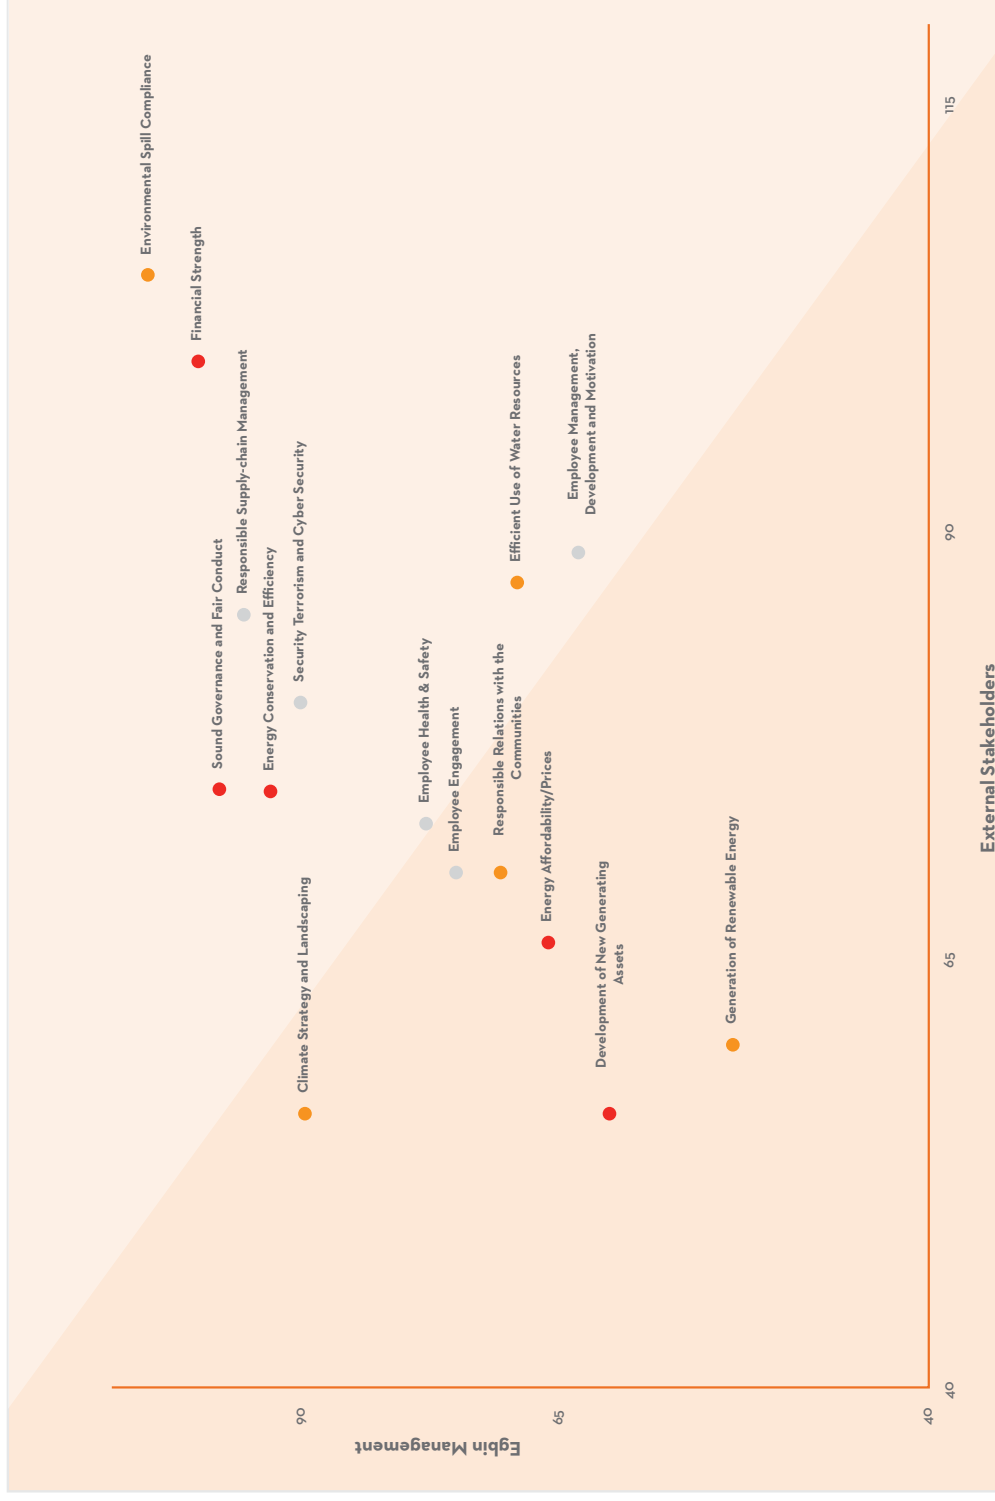 Environmental Spill Compliance
Financial Strength
Responsible Supply-chain Management
Sound Governance and Fair Conduct
Energy Conservation and Efficiency
Security Terrorism and Cyber Security
Climate Strategy and Landscaping
Employee Health & Safety
Employee Engagement
Responsible Relations with the
Communities
Efficient Use of Water Resources
Energy Affordability/Prices
Employee Management,
Development and Motivation
Development of New Generating
Assets
Generation of Renewable Energy
Egbin Management
90
65
40
40
65
90
115
External Stakeholders